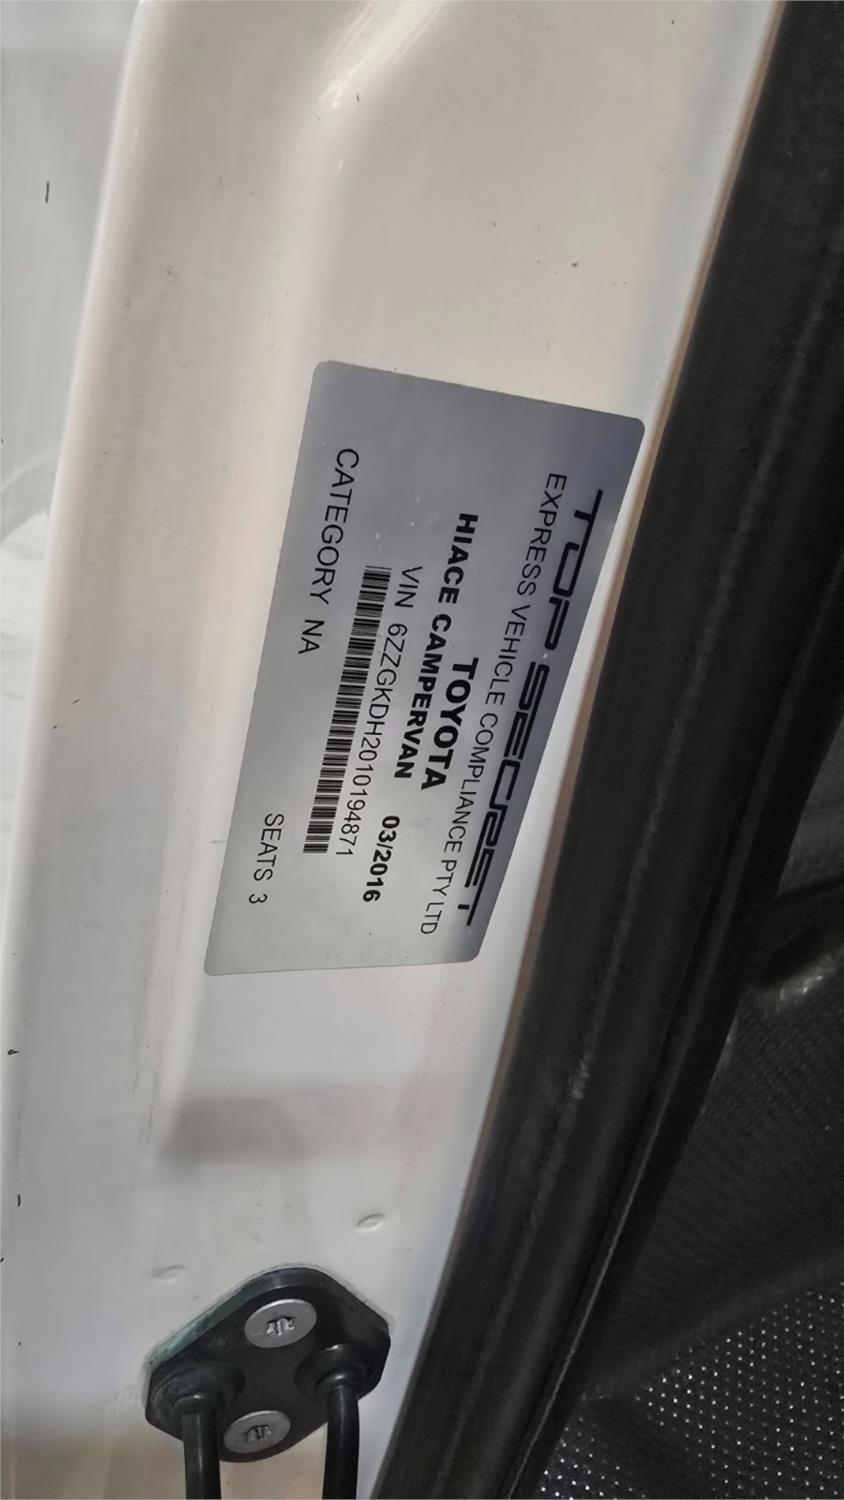 TOP SECRET
EXPRESS VEHICLE COMPLIANCE PTY LTD
TOYOTA
HIACE CAMPERVAN 03/2016
VIN 6ZZGKDH2010194871
CATEGORY NA SEATS 3